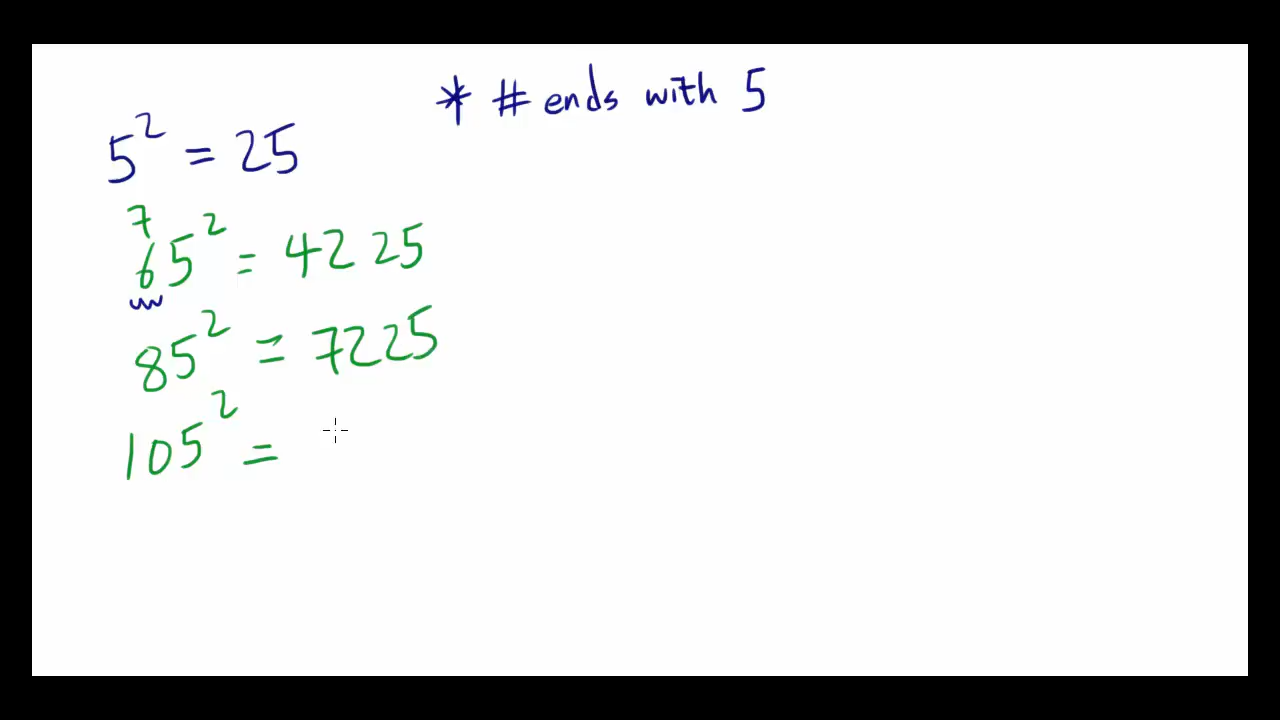 * # ends with 5
5² = 25
7
65² = 4225
85² = 7225
105² =